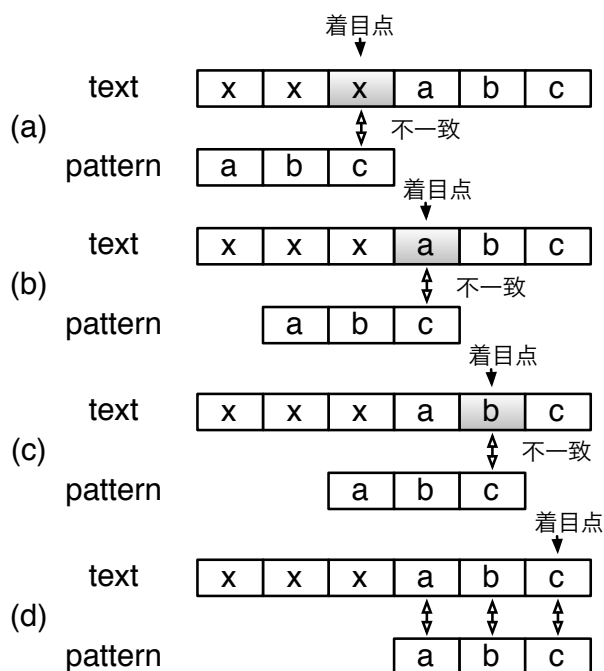 着目点
text x x x a b c
(a) 不一致
pattern a b c
着目点
text x x x a b c
(b) 不一致
pattern a b c
着目点
text x x x a b c
(c) 不一致
pattern a b c
着目点
text x x x a b c
(d)
pattern a b c